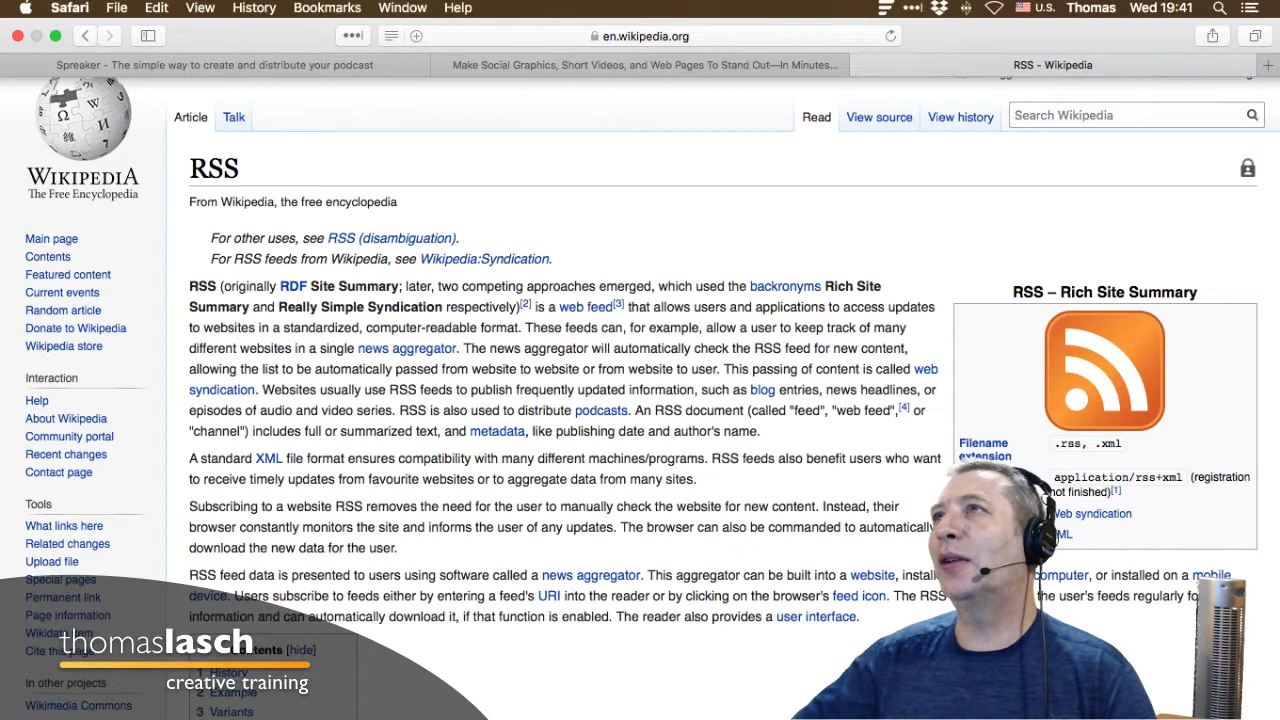 Safari File Edit View History Bookmarks Window Help U.S. Thomas Wed 19:41
en.wikipedia.org
Spreaker - The simple way to create and distribute your podcast
Make Social Graphics, Short Videos, and Web Pages To Stand Out—In Minutes...
RSS - Wikipedia
WIKIPEDIA
The Free Encyclopedia
Article Talk
Read View source View history Search Wikipedia
RSS
From Wikipedia, the free encyclopedia
For other uses, see RSS (disambiguation).
For RSS feeds from Wikipedia, see Wikipedia:Syndication.
RSS (originally RDF Site Summary; later, two competing approaches emerged, which used the backronyms Rich Site
Summary and Really Simple Syndication respectively)[2] is a web feed[3] that allows users and applications to access updates
to websites in a standardized, computer-readable format. These feeds can, for example, allow a user to keep track of many
different websites in a single news aggregator. The news aggregator will automatically check the RSS feed for new content,
allowing the list to be automatically passed from website to website or from website to user. This passing of content is called web
syndication. Websites usually use RSS feeds to publish frequently updated information, such as blog entries, news headlines, or
episodes of audio and video series. RSS is also used to distribute podcasts. An RSS document (called "feed", "web feed",[4] or
"channel") includes full or summarized text, and metadata, like publishing date and author's name.
A standard XML file format ensures compatibility with many different machines/programs. RSS feeds also benefit users who want
to receive timely updates from favourite websites or to aggregate data from many sites.
Subscribing to a website RSS removes the need for the user to manually check the website for new content. Instead, their
browser constantly monitors the site and informs the user of any updates. The browser can also be commanded to automatically
download the new data for the user.
RSS feed data is presented to users using software called a news aggregator. This aggregator can be built into a website, computer, or installed on a mobile
device. Users subscribe to feeds either by entering a feed's URI into the reader or by clicking on the browser's feed icon. The RSS the user's feeds regularly
information and can automatically download it, if that function is enabled. The reader also provides a user interface.
Contents [hide]
1 History
2 Example
3 Variants
RSS – Rich Site Summary
Filename
extension
.rss, .xml
application/rss+xml (registration
not finished)[1]
Web syndication
Main page
Contents
Featured content
Current events
Random article
Donate to Wikipedia
Wikipedia store
Interaction
Help
About Wikipedia
Community portal
Recent changes
Contact page
Tools
What links here
Related changes
Upload file
Special pages
Permanent link
Page information
Wikidata item
Cite this page
In other projects
Wikimedia Commons
thomaslasch
creative training